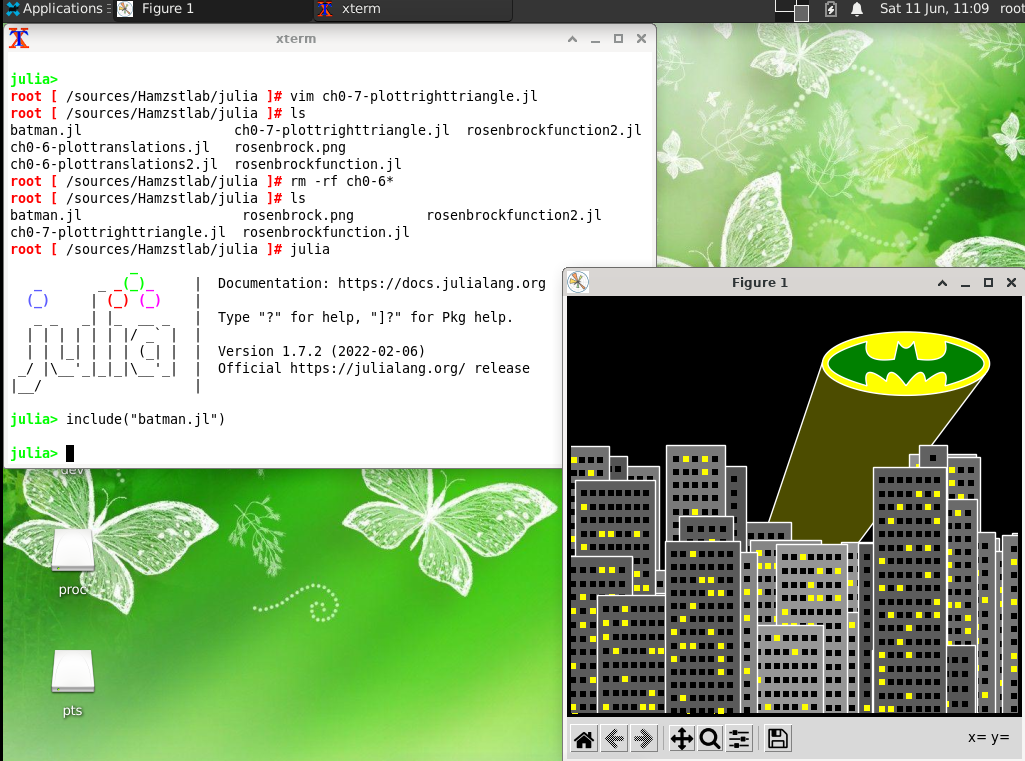 Applications Figure 1 xterm Sat 11 Jun, 11:09 root
xterm
julia>
root [ /sources/Hamzstlab/julia ]# vim ch0-7-plottrighttriangle.jl
root [ /sources/Hamzstlab/julia ]# ls
batman.jl ch0-7-plottrighttriangle.jl rosenbrockfunction2.jl
ch0-6-plottranslations.jl rosenbrock.png
ch0-6-plottranslations2.jl rosenbrockfunction.jl
root [ /sources/Hamzstlab/julia ]# rm -rf ch0-6*
root [ /sources/Hamzstlab/julia ]# ls
batman.jl rosenbrock.png rosenbrockfunction2.jl
ch0-7-plottrighttriangle.jl rosenbrockfunction.jl
root [ /sources/Hamzstlab/julia ]# julia
Documentation: https://docs.julialang.org
Type "?" for help, "]?" for Pkg help.
Version 1.7.2 (2022-02-06)
Official https://julialang.org/ release
julia> include("batman.jl")
julia>
dev
proc
pts
Figure 1
x= y=